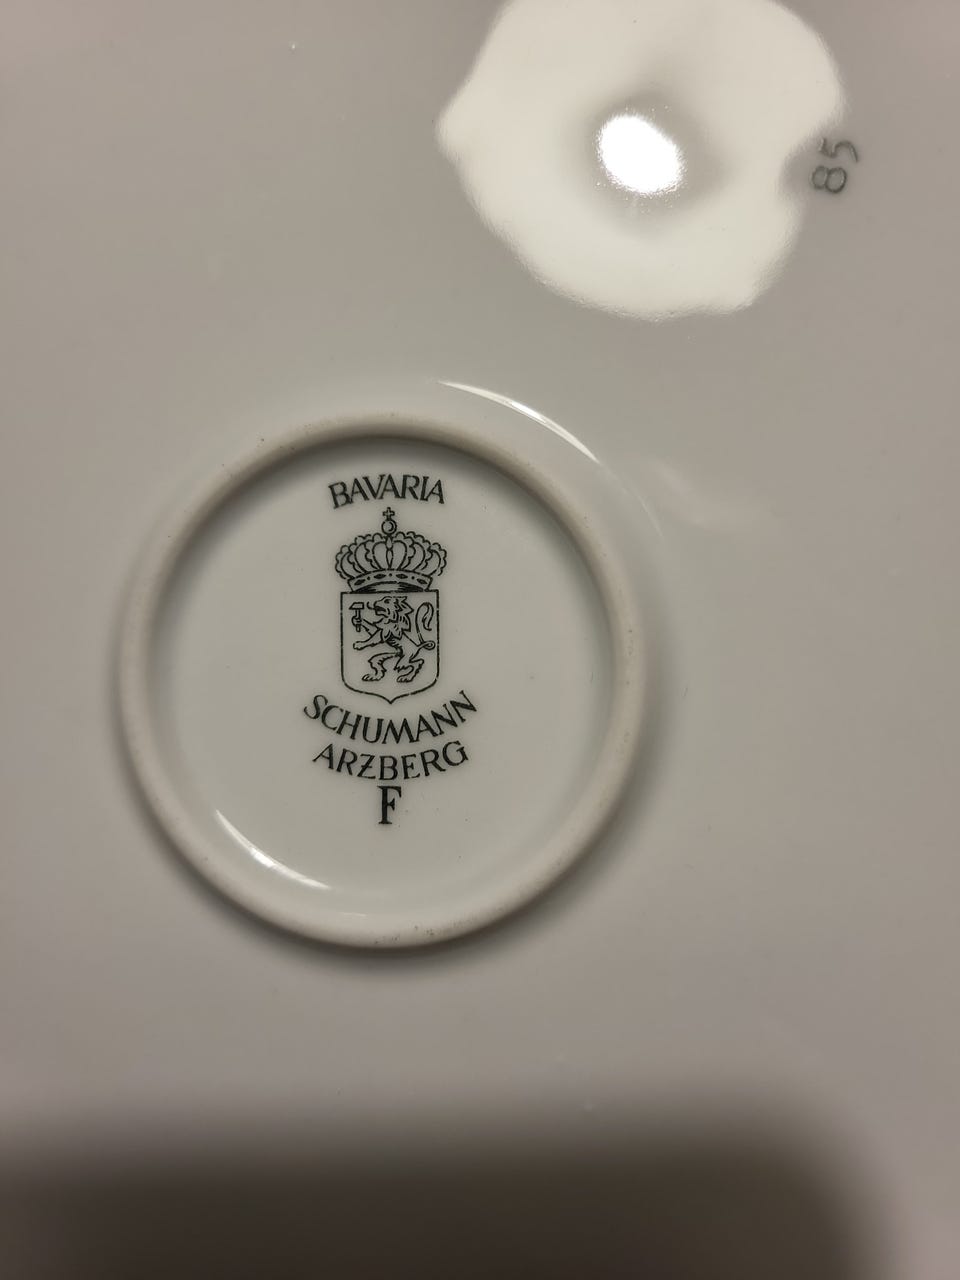 85
BAVARIA
SCHUMANN
ARZBERG
F